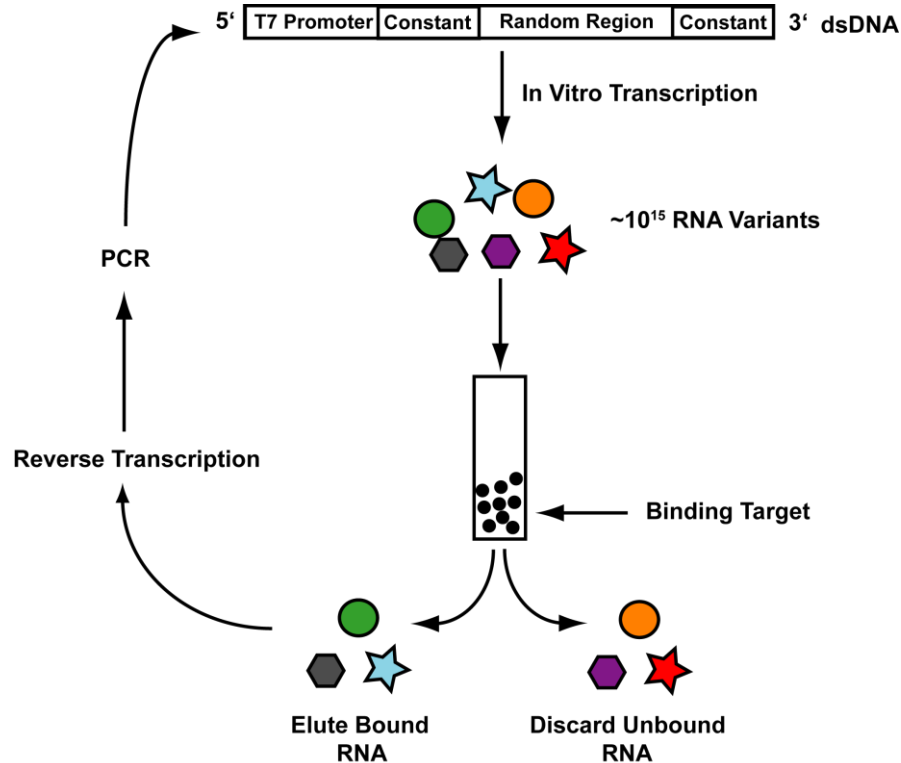 5‘ T7 Promoter Constant Random Region Constant 3‘ dsDNA
In Vitro Transcription
~10¹⁵ RNA Variants
PCR
Reverse Transcription
Binding Target
Elute Bound
RNA
Discard Unbound
RNA